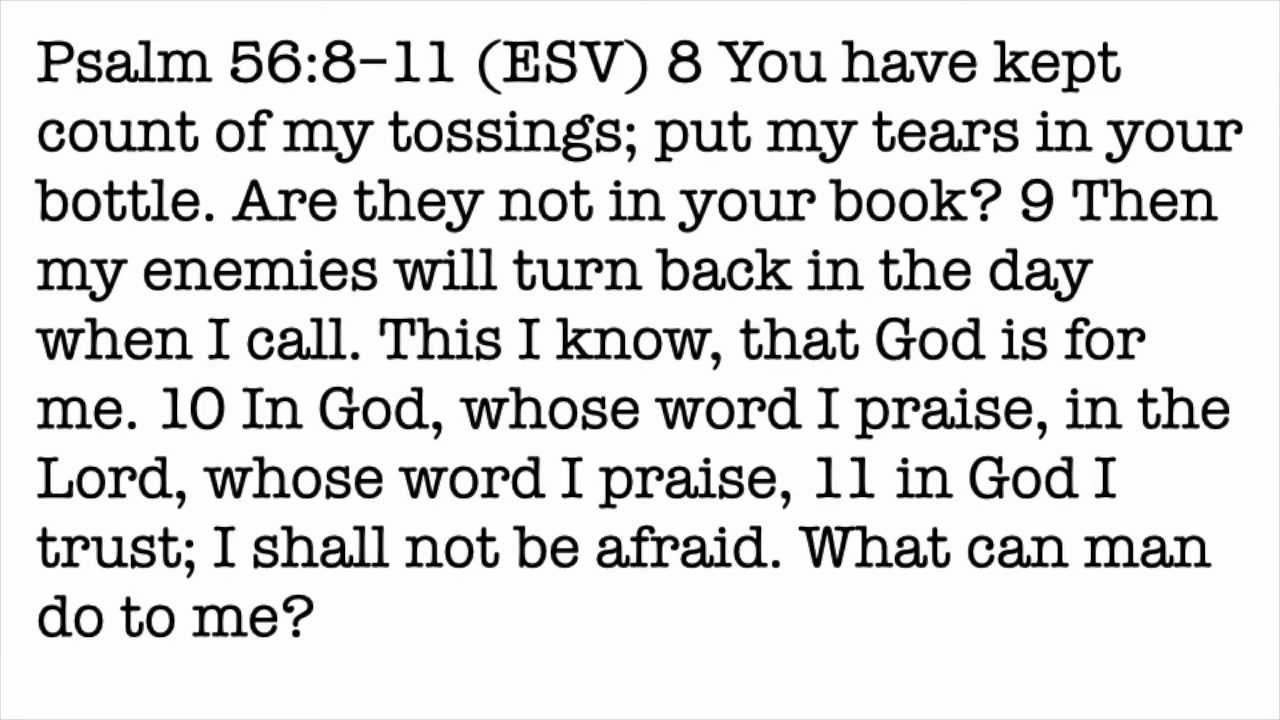 Psalm 56:8–11 (ESV) 8 You have kept
count of my tossings; put my tears in your
bottle. Are they not in your book? 9 Then
my enemies will turn back in the day
when I call. This I know, that God is for
me. 10 In God, whose word I praise, in the
Lord, whose word I praise, 11 in God I
trust; I shall not be afraid. What can man
do to me?